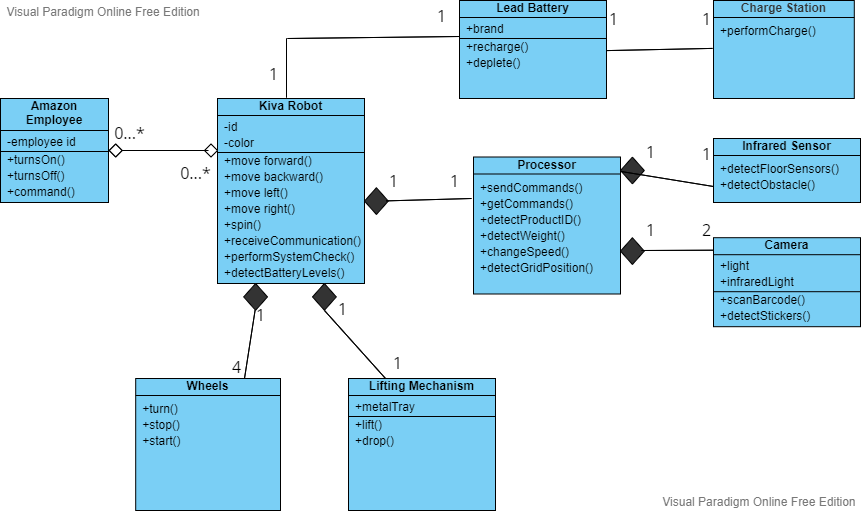 Visual Paradigm Online Free Edition
Lead Battery
+brand
+recharge()
+deplete()
1
1
1
1
Charge Station
+performCharge()
Amazon
Employee
-employee id
+turnsOn()
+turnsOff()
+command()
0...*
0...*
Kiva Robot
-id
-color
+move forward()
+move backward()
+move left()
+move right()
+spin()
+receiveCommunication()
+performSystemCheck()
+detectBatteryLevels()
1
1
Processor
+sendCommands()
+getCommands()
+detectProductID()
+detectWeight()
+changeSpeed()
+detectGridPosition()
1
1
Infrared Sensor
+detectFloorSensors()
+detectObstacle()
1
2
Camera
+light
+infraredLight
+scanBarcode()
+detectStickers()
1
4
1
1
Wheels
+turn()
+stop()
+start()
Lifting Mechanism
+metalTray
+lift()
+drop()
Visual Paradigm Online Free Edition